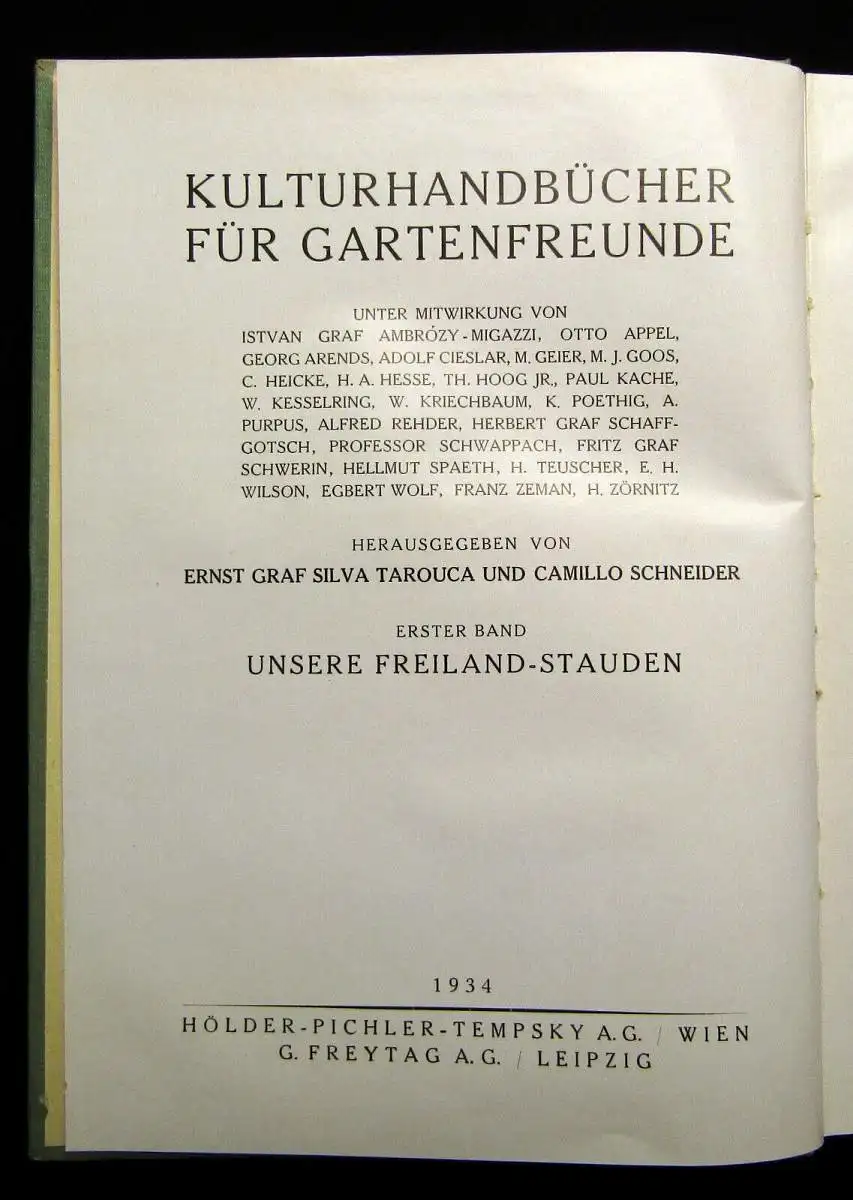 KULTURHANDBÜCHER
FÜR GARTENFREUNDE
UNTER MITWIRKUNG VON
ISTVAN GRAF AMBRÓZY-MIGAZZI, OTTO APPEL,
GEORG ARENDS, ADOLF CIESLAR, M. GEIER, M. J. GOOS,
C. HEICKE, H. A. HESSE, TH. HOOG JR., PAUL KACHE,
W. KESSELRING, W. KRIECHBAUM, K. POETHIG, A.
PURPUS, ALFRED REHDER, HERBERT GRAF SCHAFF-
GOTSCH, PROFESSOR SCHWAPPACH, FRITZ GRAF
SCHWERIN, HELLMUT SPAETH, H. TEUSCHER, E. H.
WILSON, EGBERT WOLF, FRANZ ZEMAN, H. ZÖRNITZ
HERAUSGEGEBEN VON
ERNST GRAF SILVA TAROUCA UND CAMILLO SCHNEIDER
ERSTER BAND
UNSERE FREILAND-STAUDEN
1934
HÖLDER-PICHLER-TEMPSKY A.G. / WIEN
G. FREYTAG A.G. / LEIPZIG